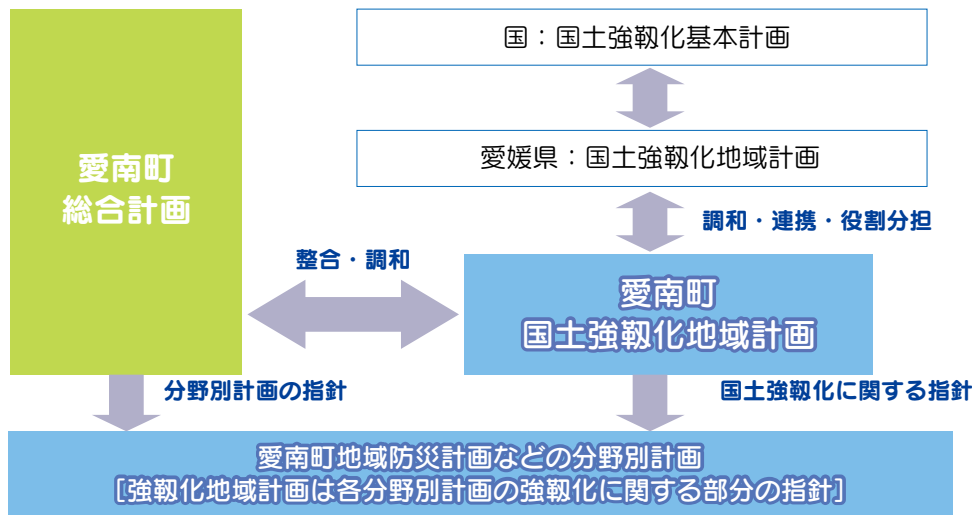 国：国土強靱化基本計画
愛媛県：国土強靱化地域計画
調和・連携・役割分担
愛南町
総合計画
整合・調和
愛南町
国土強靱化地域計画
分野別計画の指針
国土強靱化に関する指針
愛南町地域防災計画などの分野別計画
［強靱化地域計画は各分野別計画の強靱化に関する部分の指針］